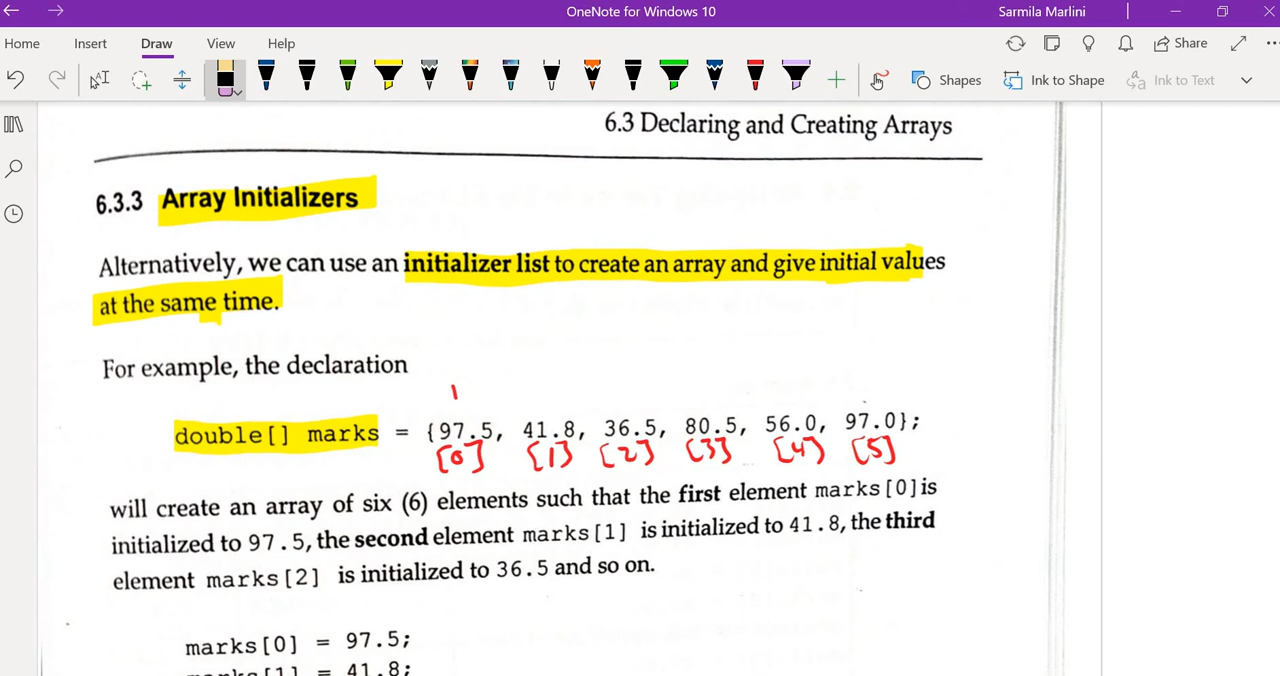 OneNote for Windows 10
Sarmila Marlini
Home Insert Draw View Help
Share
Shapes Ink to Shape Ink to Text
6.3 Declaring and Creating Arrays
6.3.3 Array Initializers
Alternatively, we can use an initializer list to create an array and give initial values
at the same time.
For example, the declaration
1
double[] marks = {97.5, 41.8, 36.5, 80.5, 56.0, 97.0};
[0] [1] [2] [3] [4] [5]
will create an array of six (6) elements such that the first element marks[0] is
initialized to 97.5, the second element marks[1] is initialized to 41.8, the third
element marks[2] is initialized to 36.5 and so on.
marks[0] = 97.5;
marks[1] = 41.8;